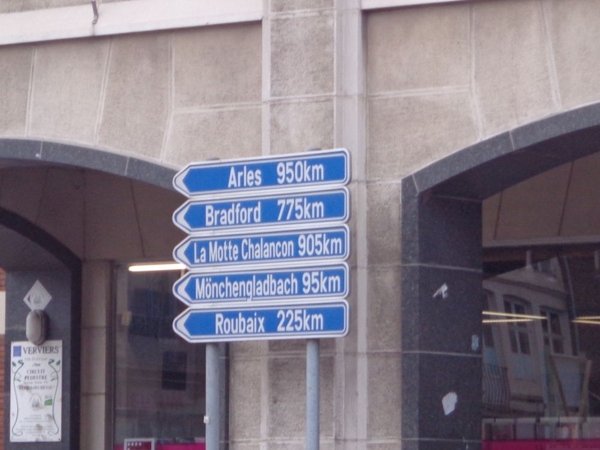 Arles 950km
Bradford 775km
La Motte Chalancon 905km
Mönchengladbach 95km
Roubaix 225km
VERVIERS